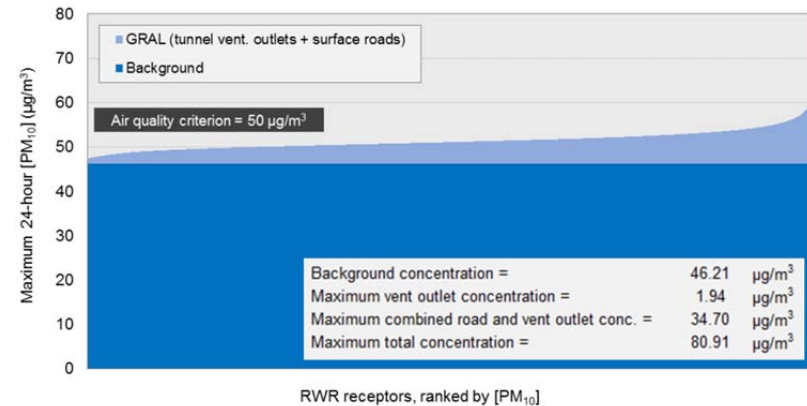 80
70
60
50
40
30
20
10
0
Maximum 24-hour [PM₁₀] (µg/m³)
GRAL (tunnel vent. outlets + surface roads)
Background
Air quality criterion = 50 µg/m³
Background concentration = 46.21 µg/m³
Maximum vent outlet concentration = 1.94 µg/m³
Maximum combined road and vent outlet conc. = 34.70 µg/m³
Maximum total concentration = 80.91 µg/m³
RWR receptors, ranked by [PM₁₀]